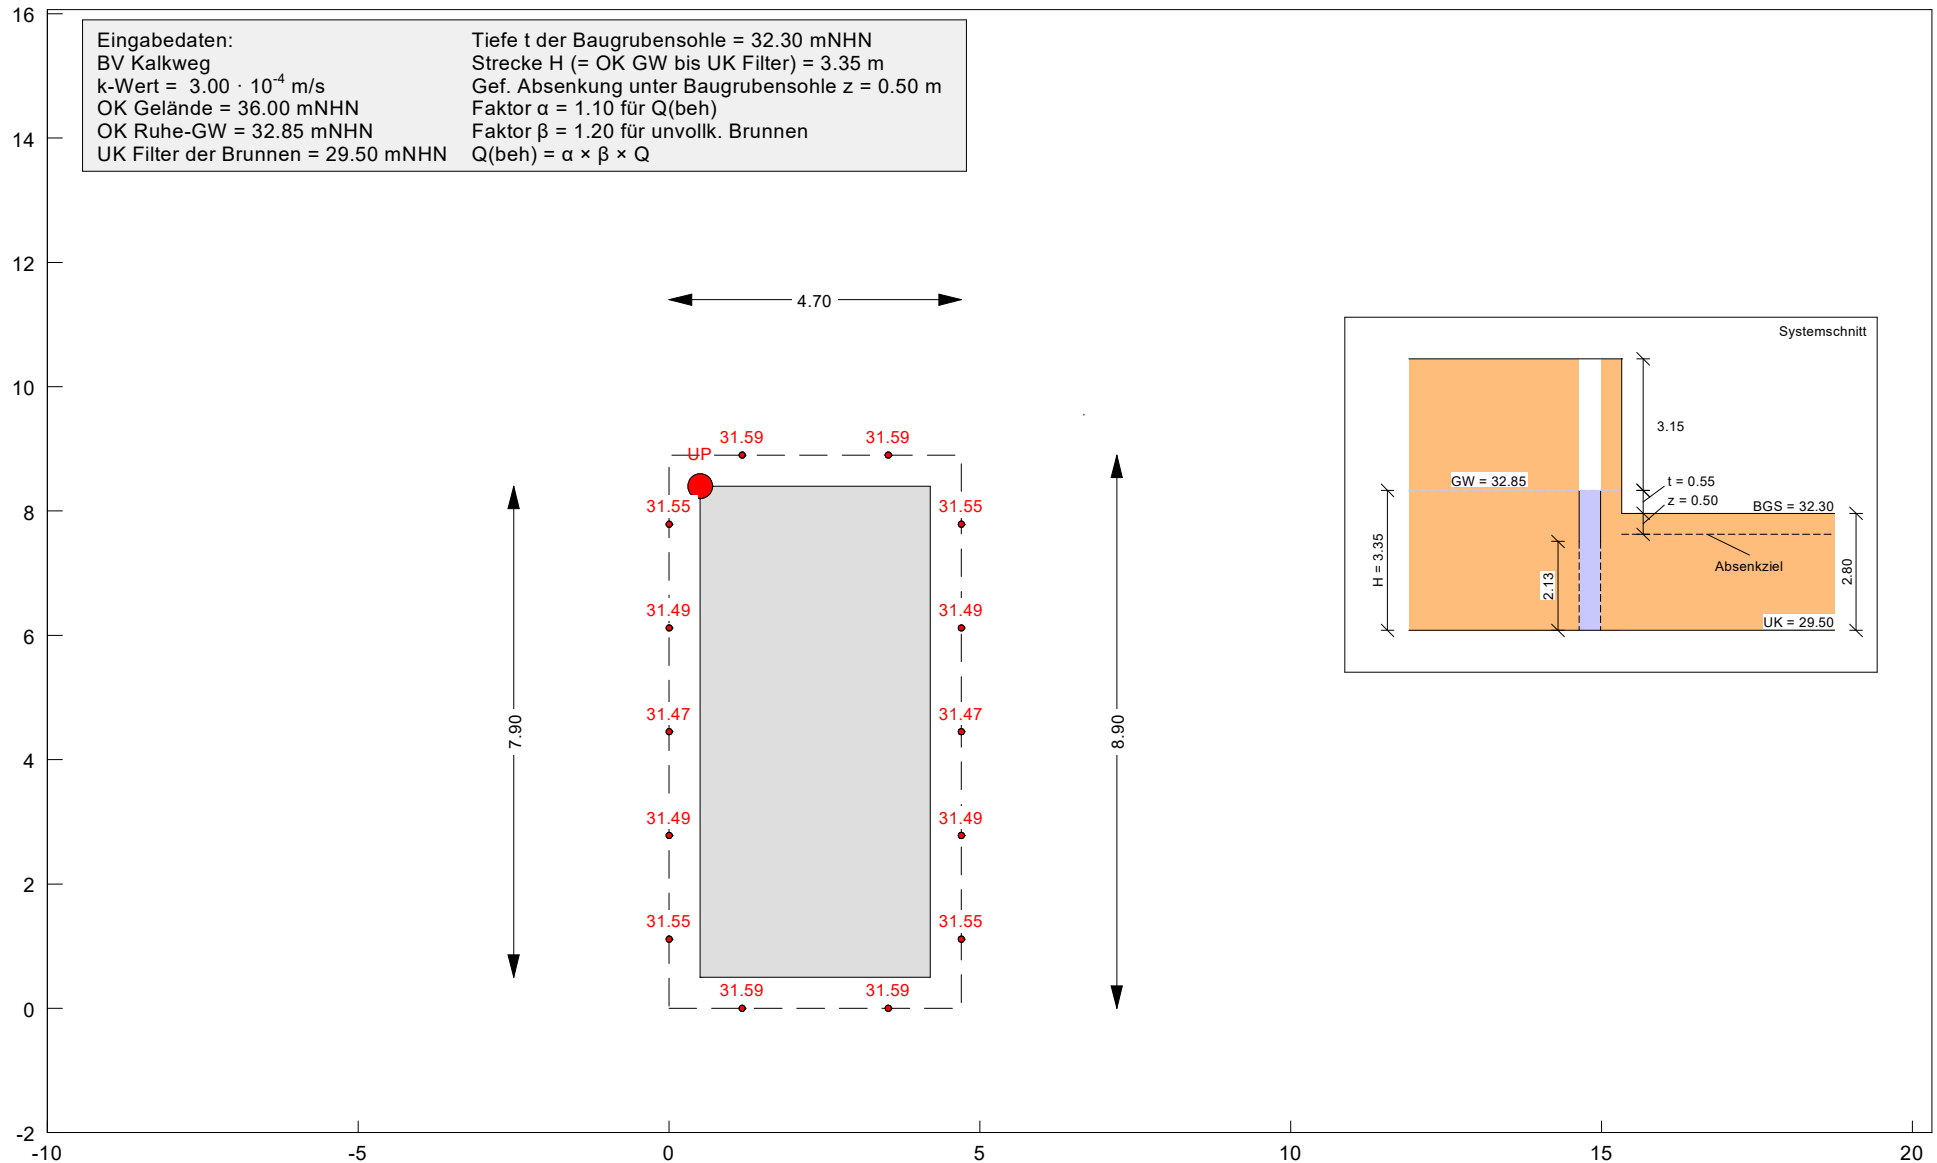 16
14
12
10
8
6
4
2
0
-2
-10
-5
0
5
10
15
20
Eingabedaten:
BV Kalkweg
k-Wert = 3.00 · 10⁻⁴ m/s
OK Gelände = 36.00 mNHN
OK Ruhe-GW = 32.85 mNHN
UK Filter der Brunnen = 29.50 mNHN
Tiefe t der Baugrubensohle = 32.30 mNHN
Strecke H (= OK GW bis UK Filter) = 3.35 m
Gef. Absenkung unter Baugrubensohle z = 0.50 m
Faktor α = 1.10 für Q(beh)
Faktor β = 1.20 für unvollk. Brunnen
Q(beh) = α × β × Q
4.70
31.59
31.59
UP
31.55
31.55
31.49
31.49
31.47
31.47
7.90
8.90
31.49
31.49
31.55
31.55
31.59
31.59
Systemschnitt
3.15
GW = 32.85
t = 0.55
z = 0.50
BGS = 32.30
H = 3.35
2.13
Absenkziel
2.80
UK = 29.50